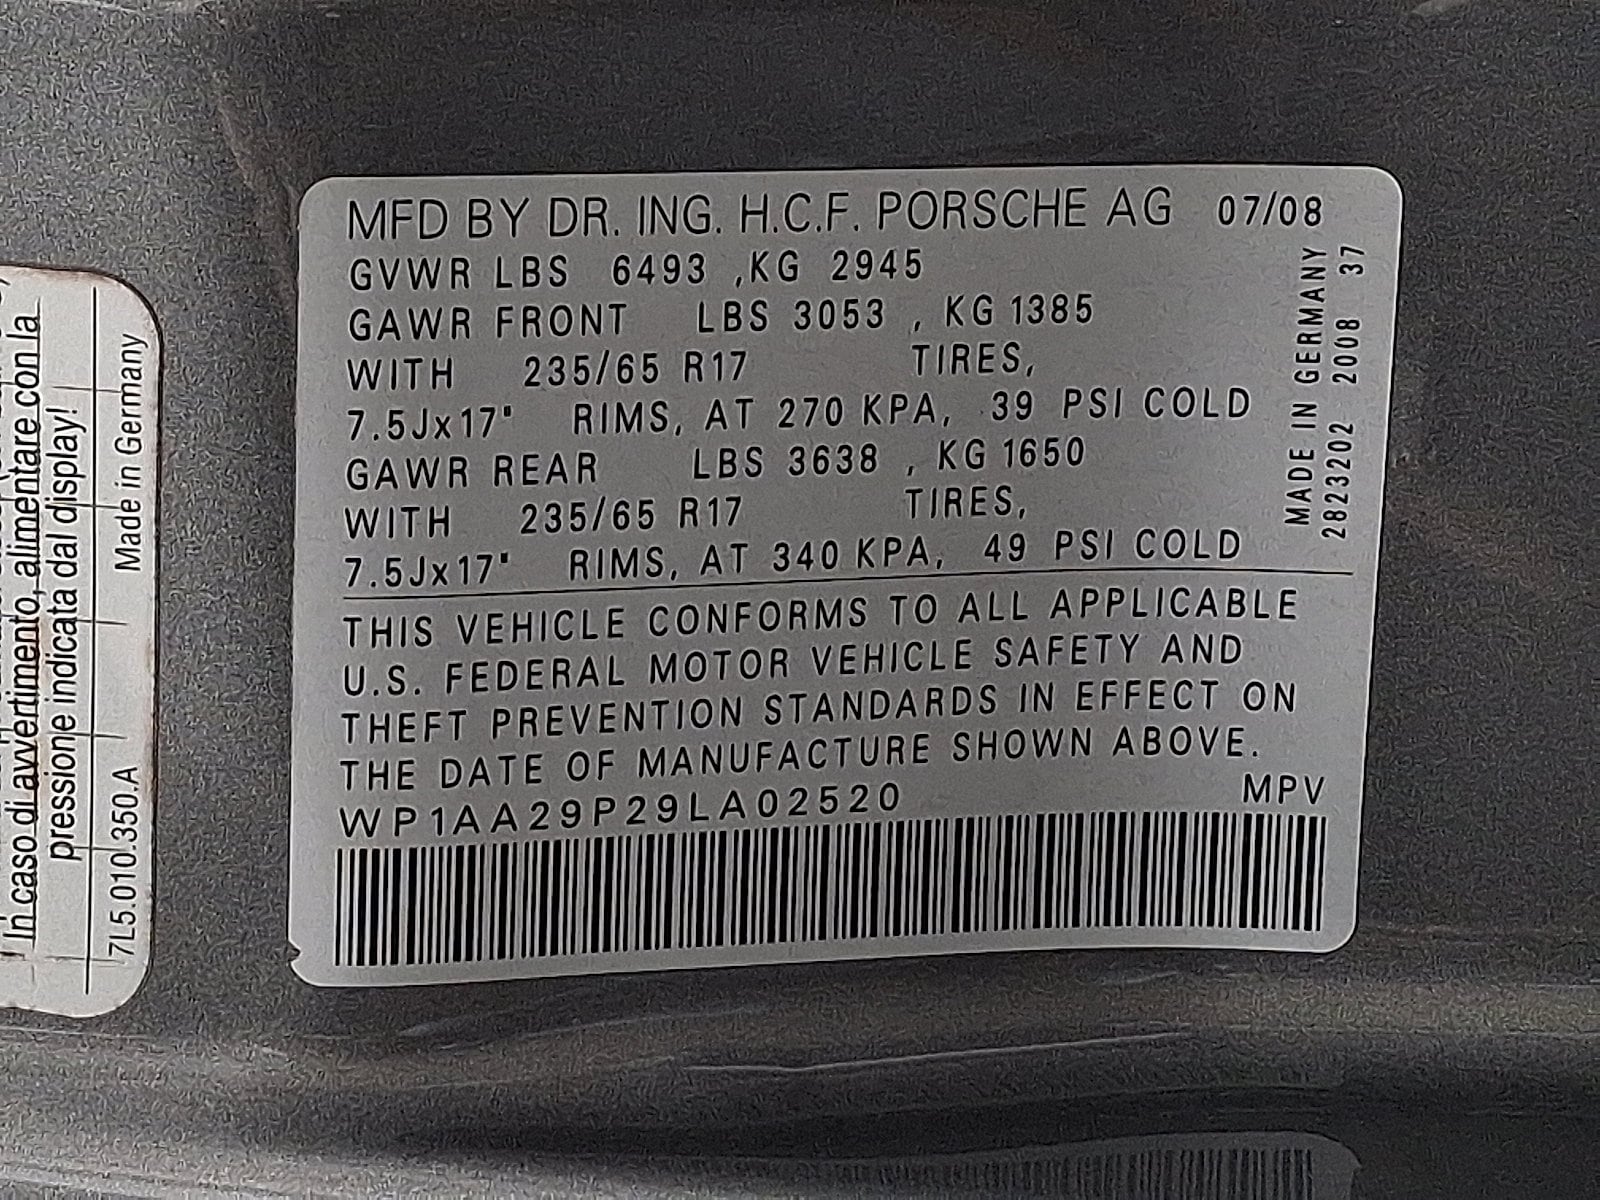 In caso di avvertimento, alimentare con la
pressione indicata dal display!
7L5.010.350.A Made in Germany
MFD BY DR. ING. H.C.F. PORSCHE AG 07/08
GVWR LBS 6493 ,KG 2945
GAWR FRONT LBS 3053 , KG 1385
WITH 235/65 R17 TIRES,
7.5Jx17" RIMS, AT 270 KPA, 39 PSI COLD
GAWR REAR LBS 3638 , KG 1650
WITH 235/65 R17 TIRES,
7.5Jx17" RIMS, AT 340 KPA, 49 PSI COLD
THIS VEHICLE CONFORMS TO ALL APPLICABLE
U.S. FEDERAL MOTOR VEHICLE SAFETY AND
THEFT PREVENTION STANDARDS IN EFFECT ON
THE DATE OF MANUFACTURE SHOWN ABOVE.
WP1AA29P29LA02520 MPV
MADE IN GERMANY
2823202 2008 37